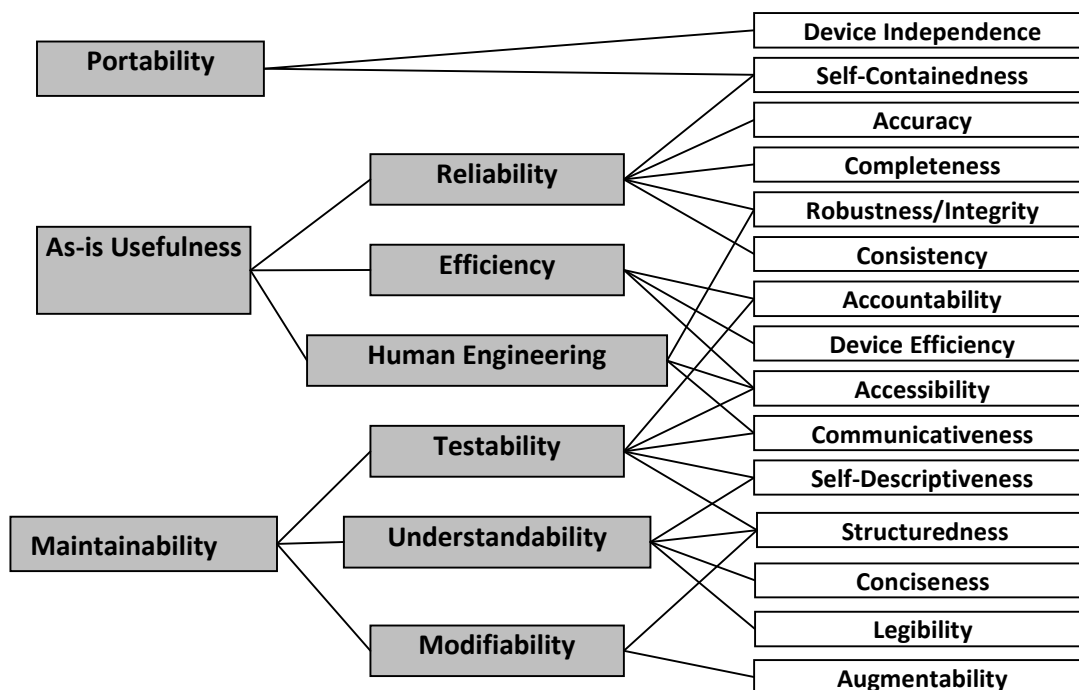 Portability
As-is Usefulness
Maintainability
Reliability
Efficiency
Human Engineering
Testability
Understandability
Modifiability
Device Independence
Self-Containedness
Accuracy
Completeness
Robustness/Integrity
Consistency
Accountability
Device Efficiency
Accessibility
Communicativeness
Self-Descriptiveness
Structuredness
Conciseness
Legibility
Augmentability